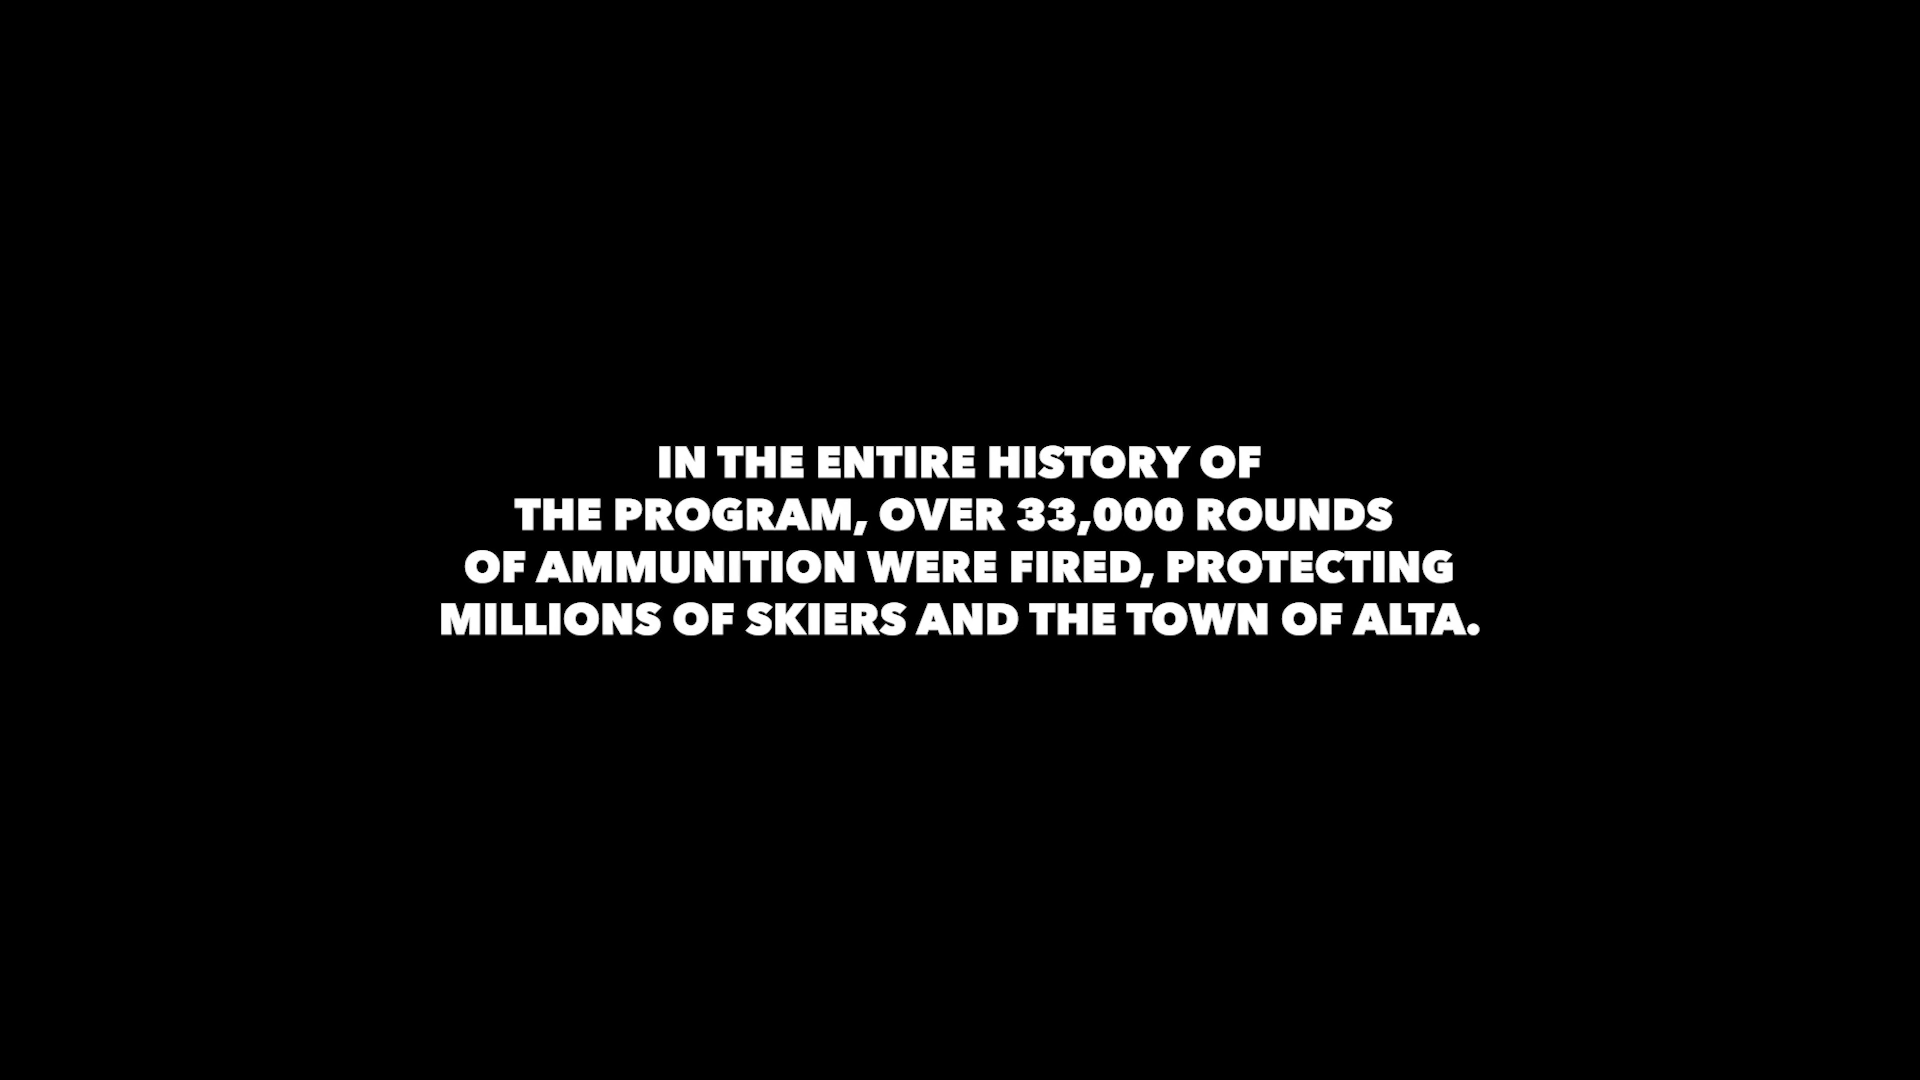 IN THE ENTIRE HISTORY OF
THE PROGRAM, OVER 33,000 ROUNDS
OF AMMUNITION WERE FIRED, PROTECTING
MILLIONS OF SKIERS AND THE TOWN OF ALTA.